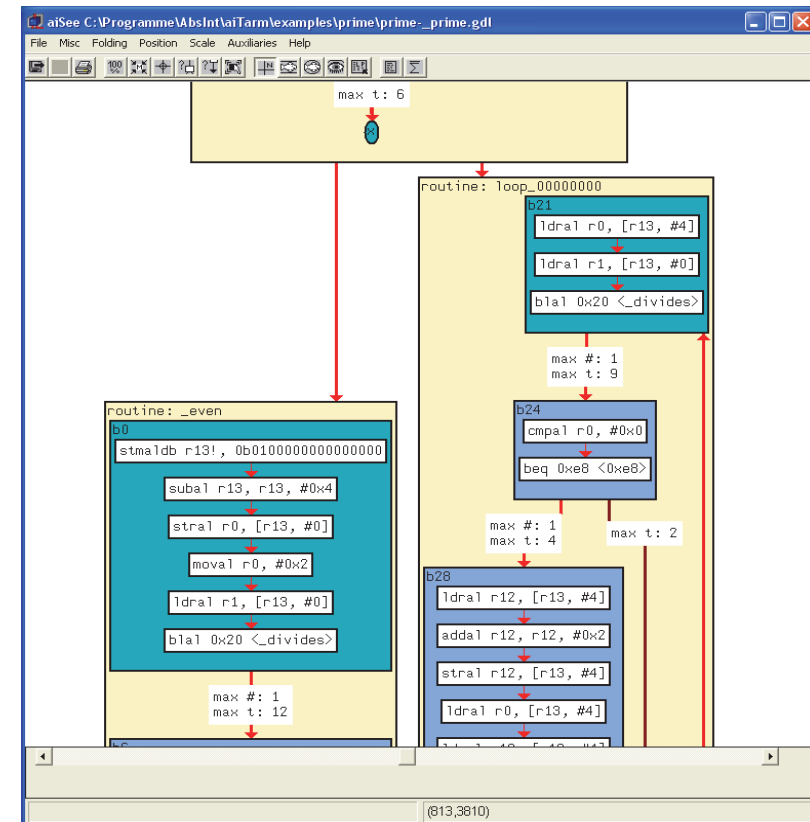 aiSee C:\Programme\AbsInt\aiTarm\examples\prime\prime-_prime.gdl
File Misc Folding Position Scale Auxiliaries Help
max t: 6
routine: loop_00000000
b21
ldral r0, [r13, #4]
ldral r1, [r13, #0]
blal 0x20 <_divides>
max #: 1
max t: 9
b24
cmpal r0, #0x0
beq 0xe8 <0xe8>
max #: 1
max t: 4
max t: 2
b28
ldral r12, [r13, #4]
addal r12, r12, #0x2
stral r12, [r13, #4]
ldral r0, [r13, #4]
routine: _even
b0
stmaldb r13!, 0b0100000000000000
subal r13, r13, #0x4
stral r0, [r13, #0]
moval r0, #0x2
ldral r1, [r13, #0]
blal 0x20 <_divides>
max #: 1
max t: 12
(813,3810)